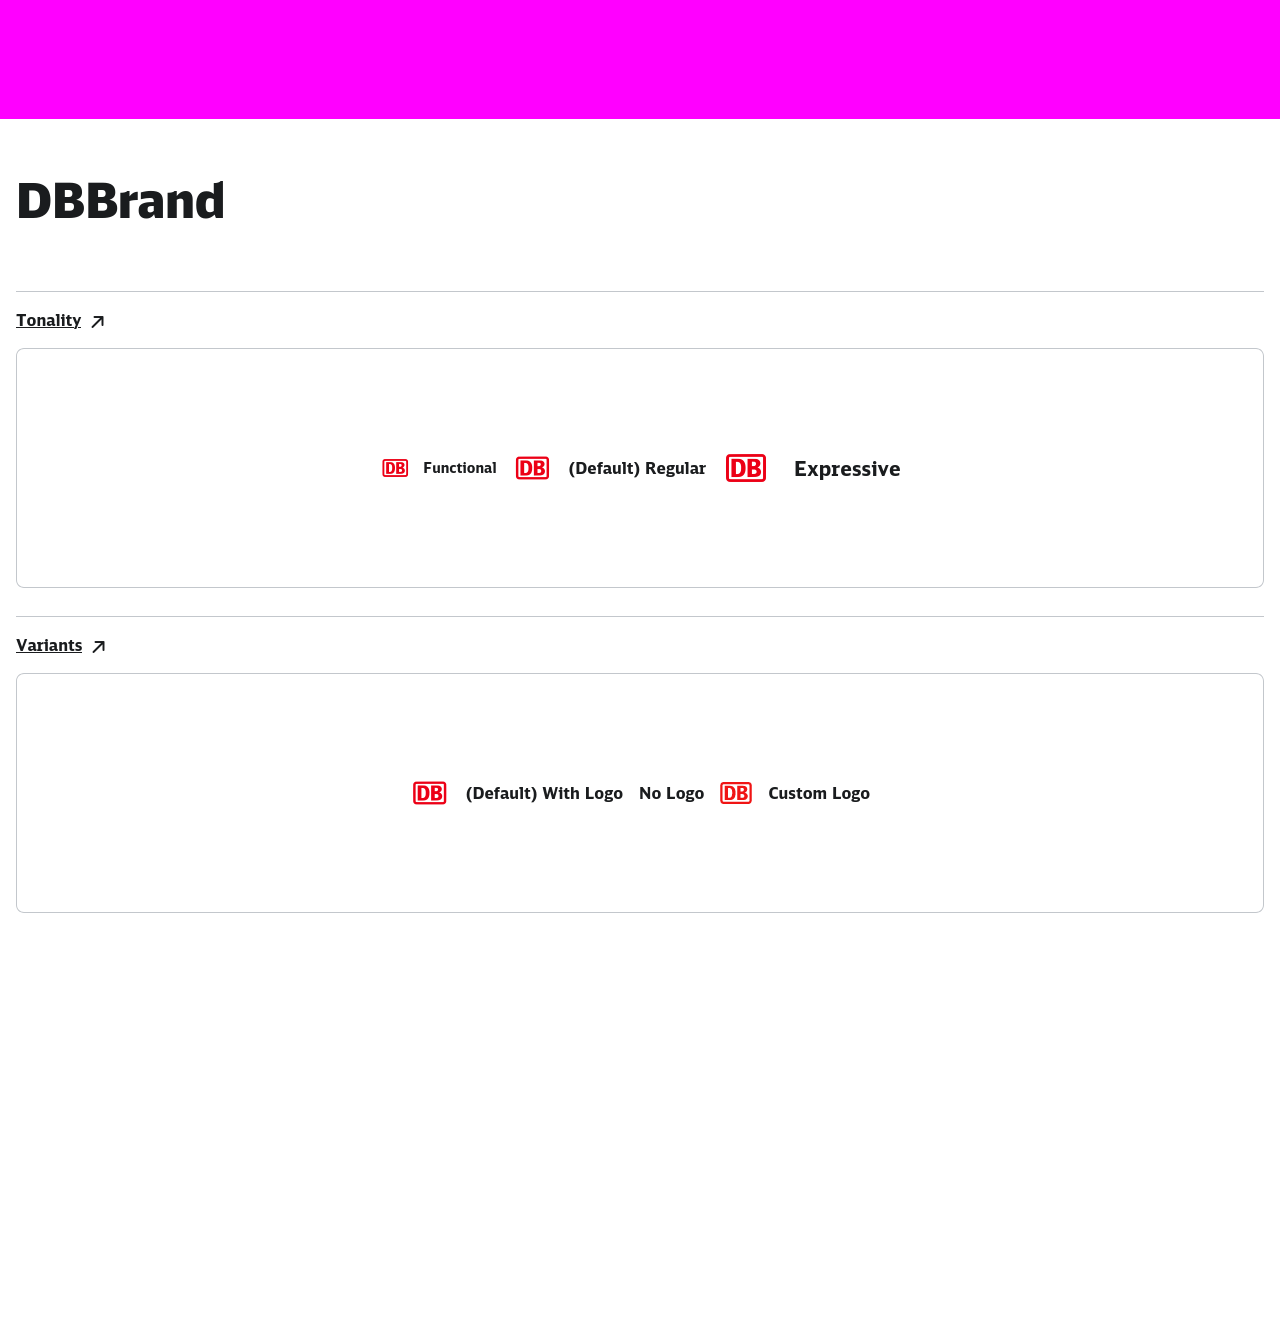 DBBrand
Tonality
DB Functional DB (Default) Regular DB Expressive
Variants
DB (Default) With Logo No Logo DB Custom Logo